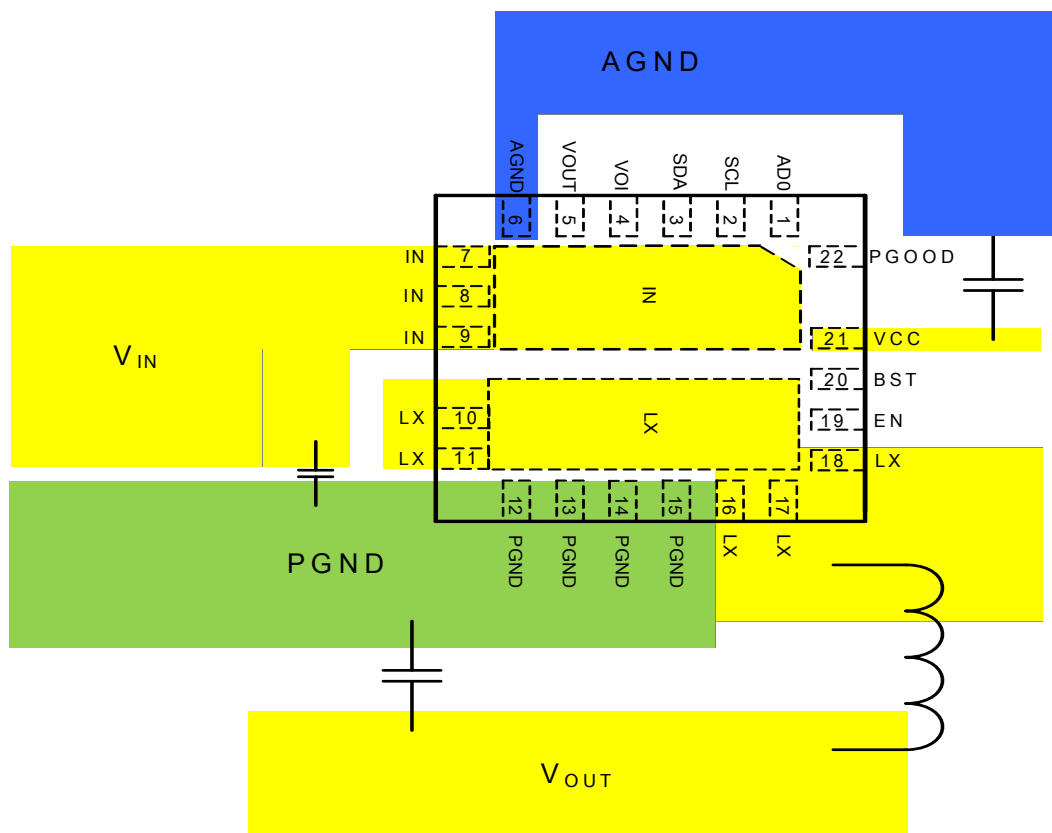 AGND
AGND
VOUT
VOI
SDA
SCL
AD0
6
5
4
3
2
1
IN 7
22 PGOOD
IN 8
IN
IN 9
21 VCC
V IN
20 BST
LX 10
LX
19 EN
LX 11
18 LX
12
13
14
15
16
17
PGND
PGND
PGND
PGND
PGND
LX
LX
V OUT